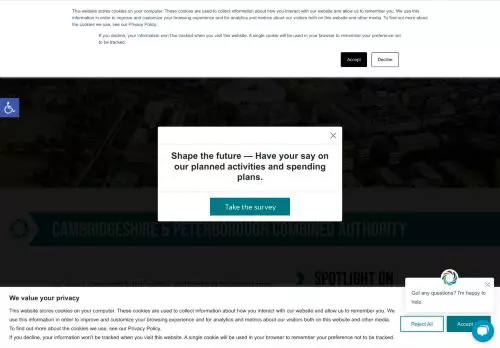 This website stores cookies on your computer. These cookies are used to collect information about how you interact with our website and allow us to remember you. We use this
information in order to improve and customize your browsing experience and for analytics and metrics about our visitors both on this website and other media. To find out more about
the cookies we use, see our Privacy Policy.
If you decline, your information won't be tracked when you visit this website. A single cookie will be used in your browser to remember your preference not
to be tracked.
Accept
Decline
Shape the future — Have your say on
our planned activities and spending
plans.
Take the survey
CAMBRIDGESHIRE & PETERBOROUGH COMBINED AUTHORITY
SPOTLIGHT ON
We value your privacy
This website stores cookies on your computer. These cookies are used to collect information about how you interact with our website and allow us to remember you. We
use this information in order to improve and customize your browsing experience and for analytics and metrics about our visitors both on this website and other media.
To find out more about the cookies we use, see our Privacy Policy.
If you decline, your information won't be tracked when you visit this website. A single cookie will be used in your browser to remember your preference not to be tracked.
Got any questions? I'm happy to
help.
Reject All
Accept